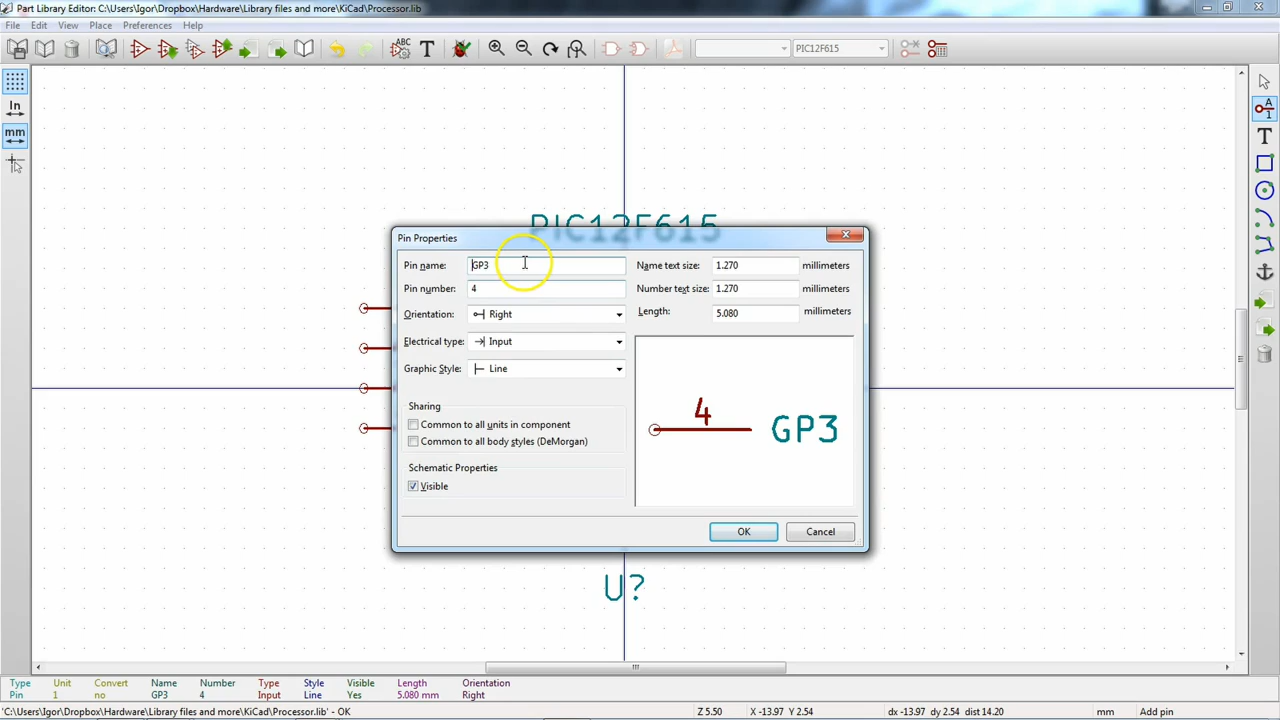 Part Library Editor: C:\Users\Igor\Dropbox\Hardware\Library files and more\KiCad\Processor.lib
File Edit View Place Preferences Help
ABC T PIC12F615
In
mm
A
1
T
PIC12F615
Pin Properties
Pin name: GP3 Name text size: 1.270 millimeters
Pin number: 4 Number text size: 1.270 millimeters
Orientation: Right Length: 5.080 millimeters
Electrical type: Input
Graphic Style: Line
Sharing
Common to all units in component
Common to all body styles (DeMorgan)
Schematic Properties
Visible
4
GP3
OK Cancel
U?
Type Unit Convert Name Number Type Style Visible Length Orientation
Pin 1 no GP3 4 Input Line Yes 5.080 mm Right
'C:\Users\Igor\Dropbox\Hardware\Library files and more\KiCad\Processor.lib' - OK Z 5.50 X -13.97 Y 2.54 dx -13.97 dy 2.54 dist 14.20 mm Add pin